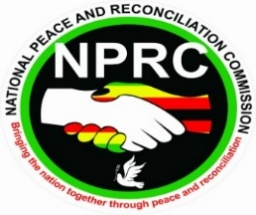 NATIONAL PEACE AND RECONCILIATION COMMISSION
NPRC
Bringing the nation together through peace and reconciliation